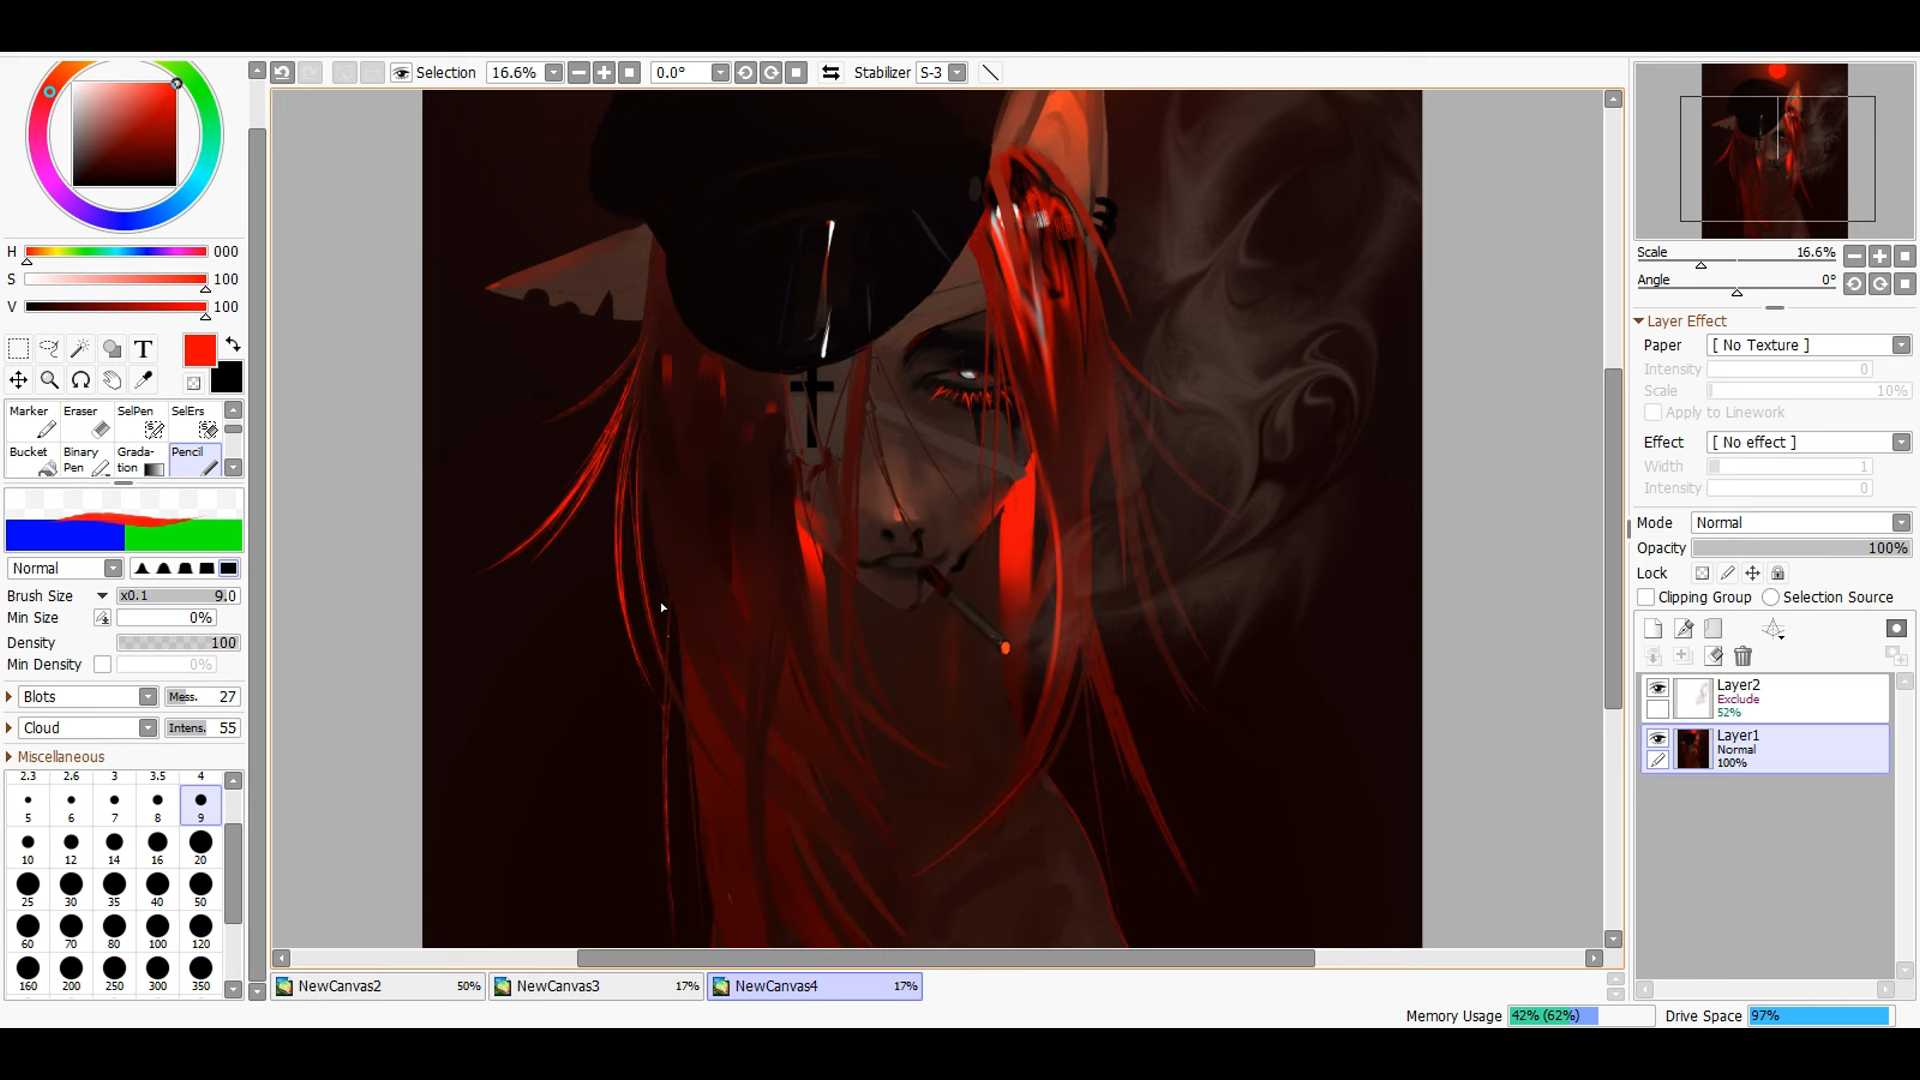 Selection 16.6% 0.0° Stabilizer S-3
H 000
S 100
V 100
T
Marker Eraser SelPen SelErs
Bucket Binary Pen Grada-tion Pencil
Normal
Brush Size x0.1 9.0
Min Size 0%
Density 100
Min Density 0%
Blots Mess. 27
Cloud Intens. 55
Miscellaneous
2.3 2.6 3 3.5 4
5 6 7 8 9
10 12 14 16 20
25 30 35 40 50
60 70 80 100 120
160 200 250 300 350
NewCanvas2 50% NewCanvas3 17% NewCanvas4 17%
Scale 16.6%
Angle 0°
Layer Effect
Paper [ No Texture ]
Intensity 0
Scale 10%
Apply to Linework
Effect [ No effect ]
Width 1
Intensity 0
Mode Normal
Opacity 100%
Lock
Clipping Group Selection Source
Layer2
Exclude
52%
Layer1
Normal
100%
Memory Usage 42% (62%) Drive Space 97%